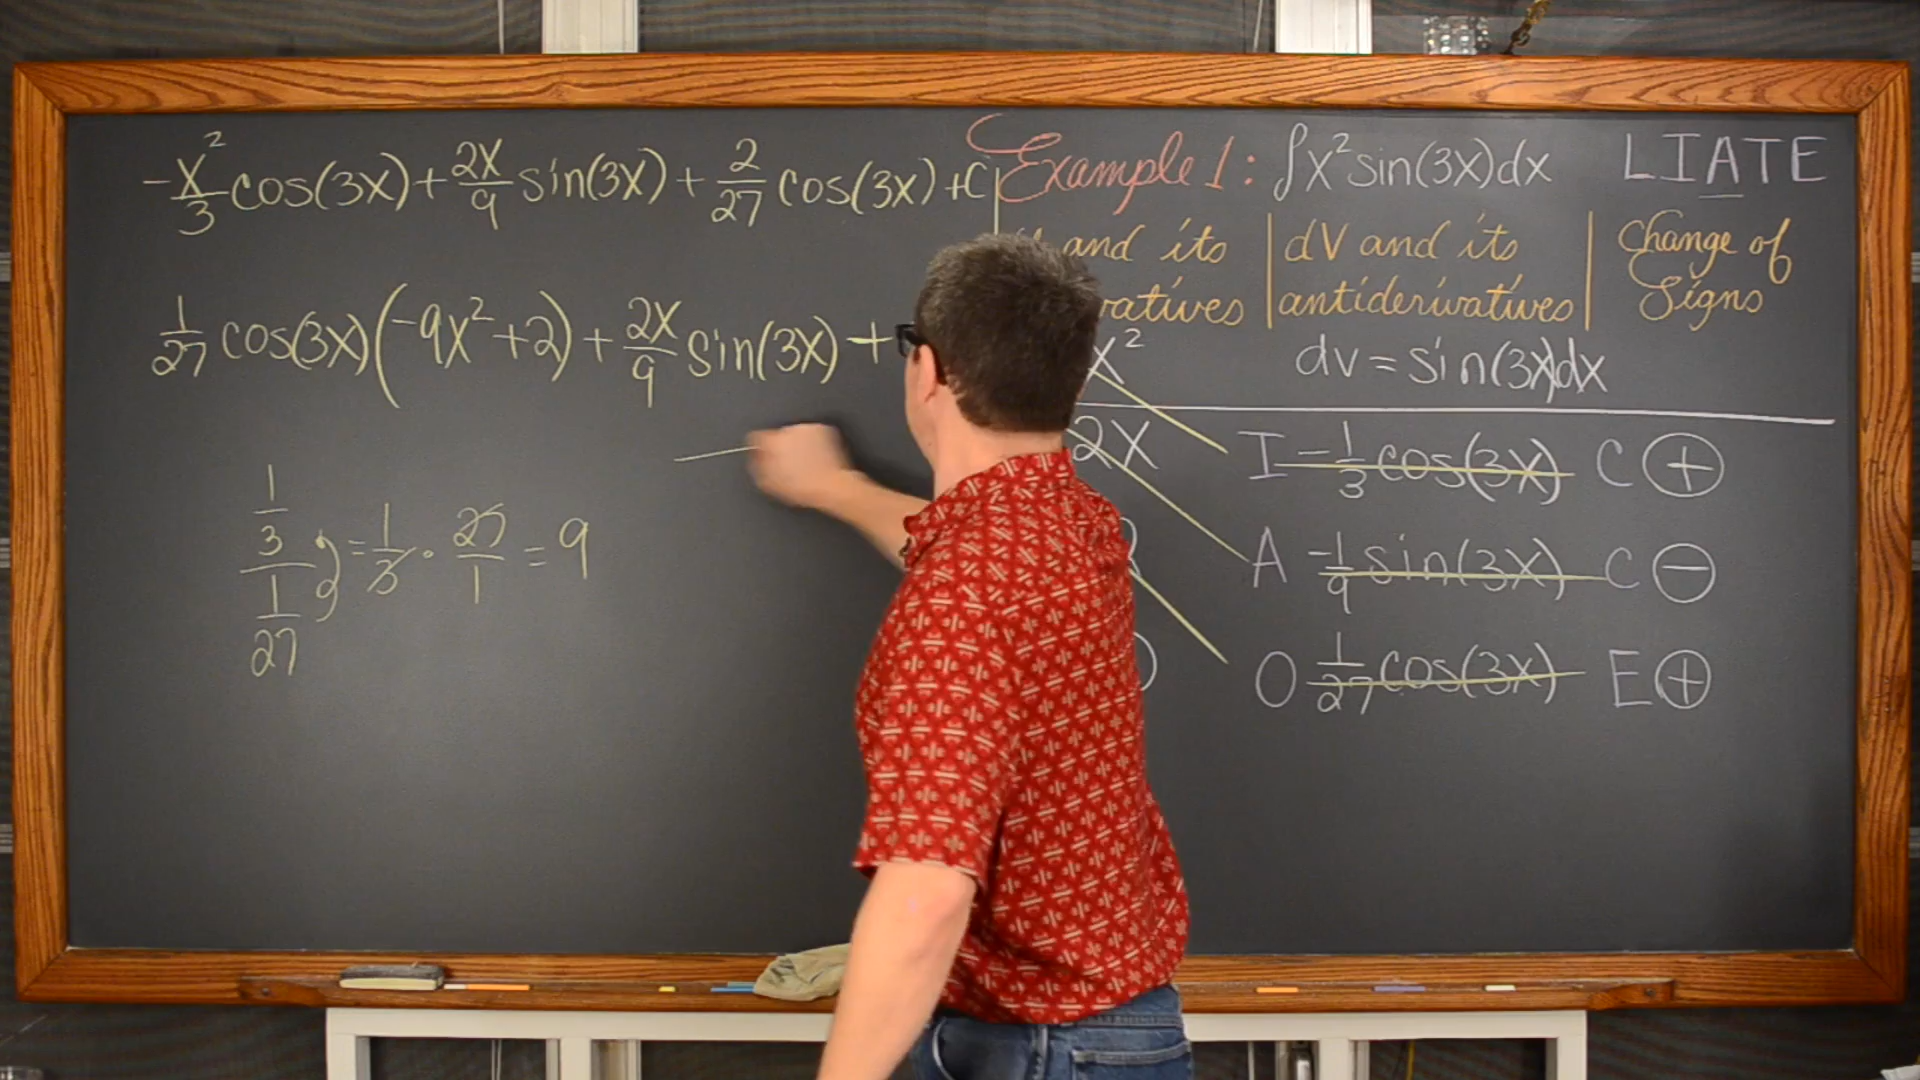 -x²/3 cos(3x) + 2x/9 sin(3x) + 2/27 cos(3x) + C
1/27 cos(3x)(-9x² + 2) + 2x/9 sin(3x) +
1/3 / 1/27 = 1/3 · 27/1 = 9
Example 1: ∫x² sin(3x)dx
LIATE
and its
dV and its antiderivatives
Change of Signs
x²
dv = sin(3x)dx
2x
I -1/3 cos(3x) C +
A -1/9 sin(3x) C -
O 1/27 cos(3x) E +